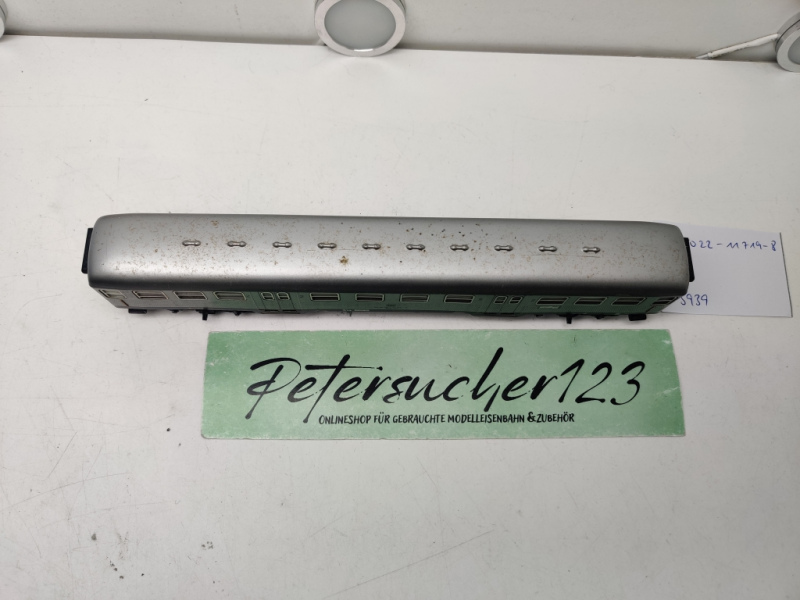 022-11719-8
5939
Petersucher123
ONLINESHOP FÜR GEBRAUCHTE MODELLEISENBAHN & ZUBEHÖR